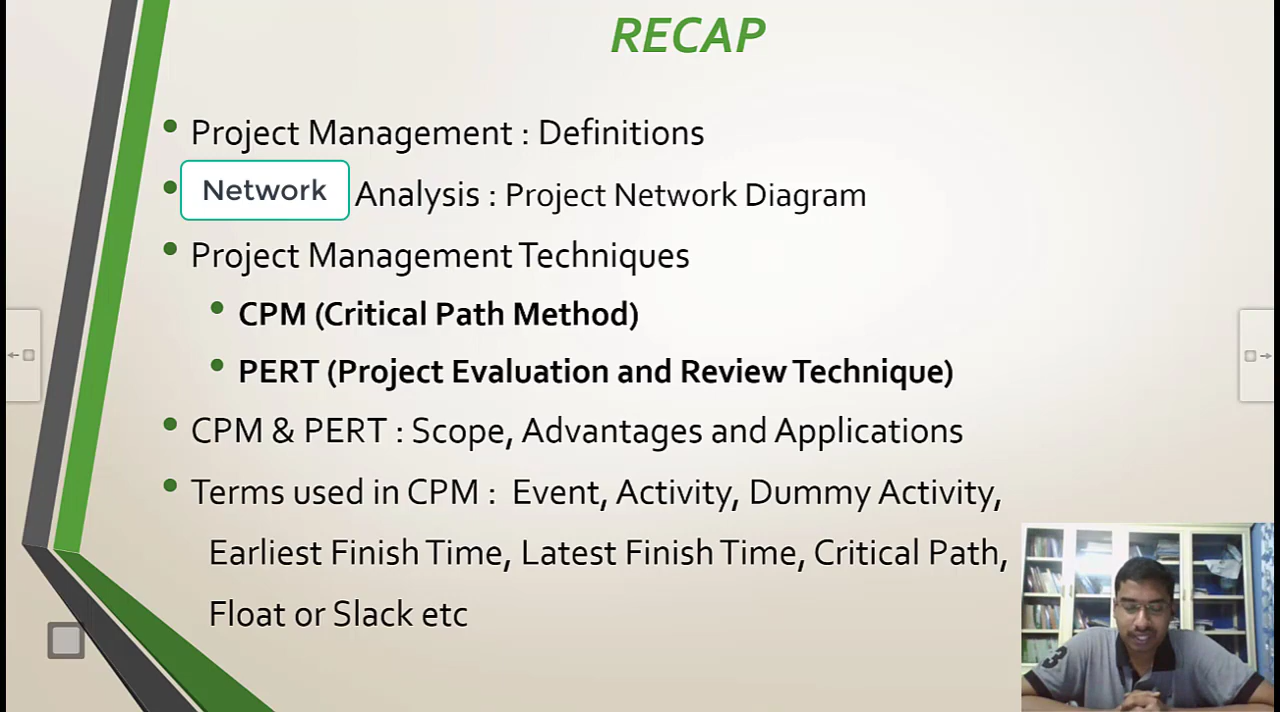 RECAP
Project Management : Definitions
Network Analysis : Project Network Diagram
Project Management Techniques
CPM (Critical Path Method)
PERT (Project Evaluation and Review Technique)
CPM & PERT : Scope, Advantages and Applications
Terms used in CPM : Event, Activity, Dummy Activity,
Earliest Finish Time, Latest Finish Time, Critical Path,
Float or Slack etc
3